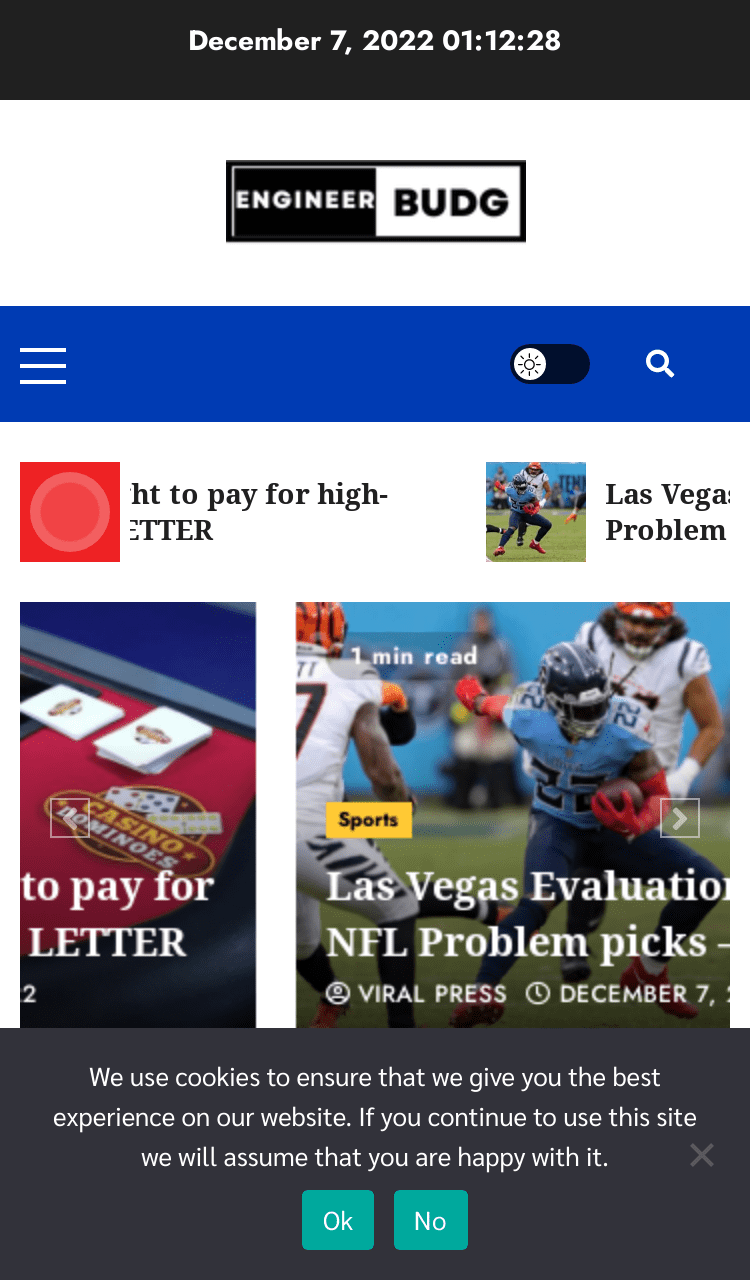 December 7, 2022 01:12:28
ENGINEER BUDG
ht to pay for high-
ETTER
Las Vegas
Problem
1 min read
CASINO
DOMINOES
Sports
to pay for
LETTER
2
Las Vegas Evaluation
NFL Problem picks –
VIRAL PRESS DECEMBER 7, 2
We use cookies to ensure that we give you the best
experience on our website. If you continue to use this site
we will assume that you are happy with it.
Ok No